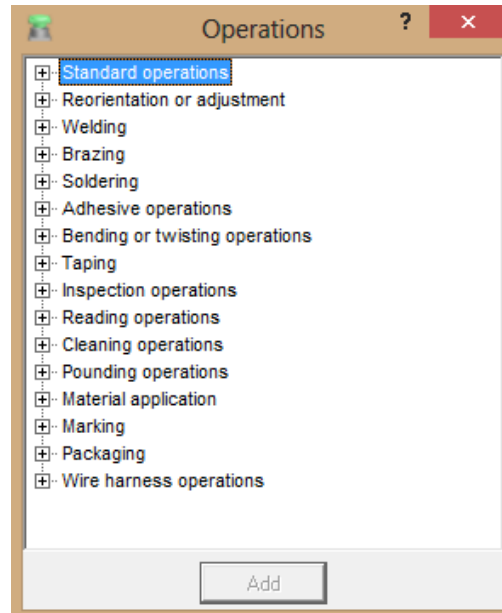 Operations ?
Standard operations
Reorientation or adjustment
Welding
Brazing
Soldering
Adhesive operations
Bending or twisting operations
Taping
Inspection operations
Reading operations
Cleaning operations
Pounding operations
Material application
Marking
Packaging
Wire harness operations
Add